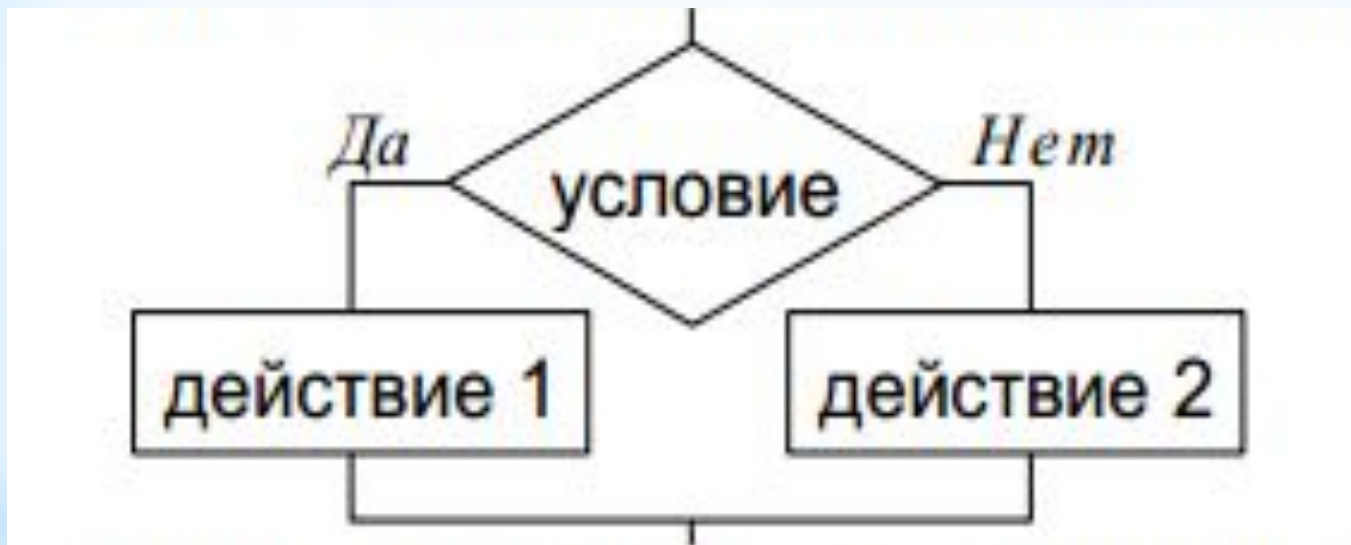 Да
Нет
условие
действие 1
действие 2